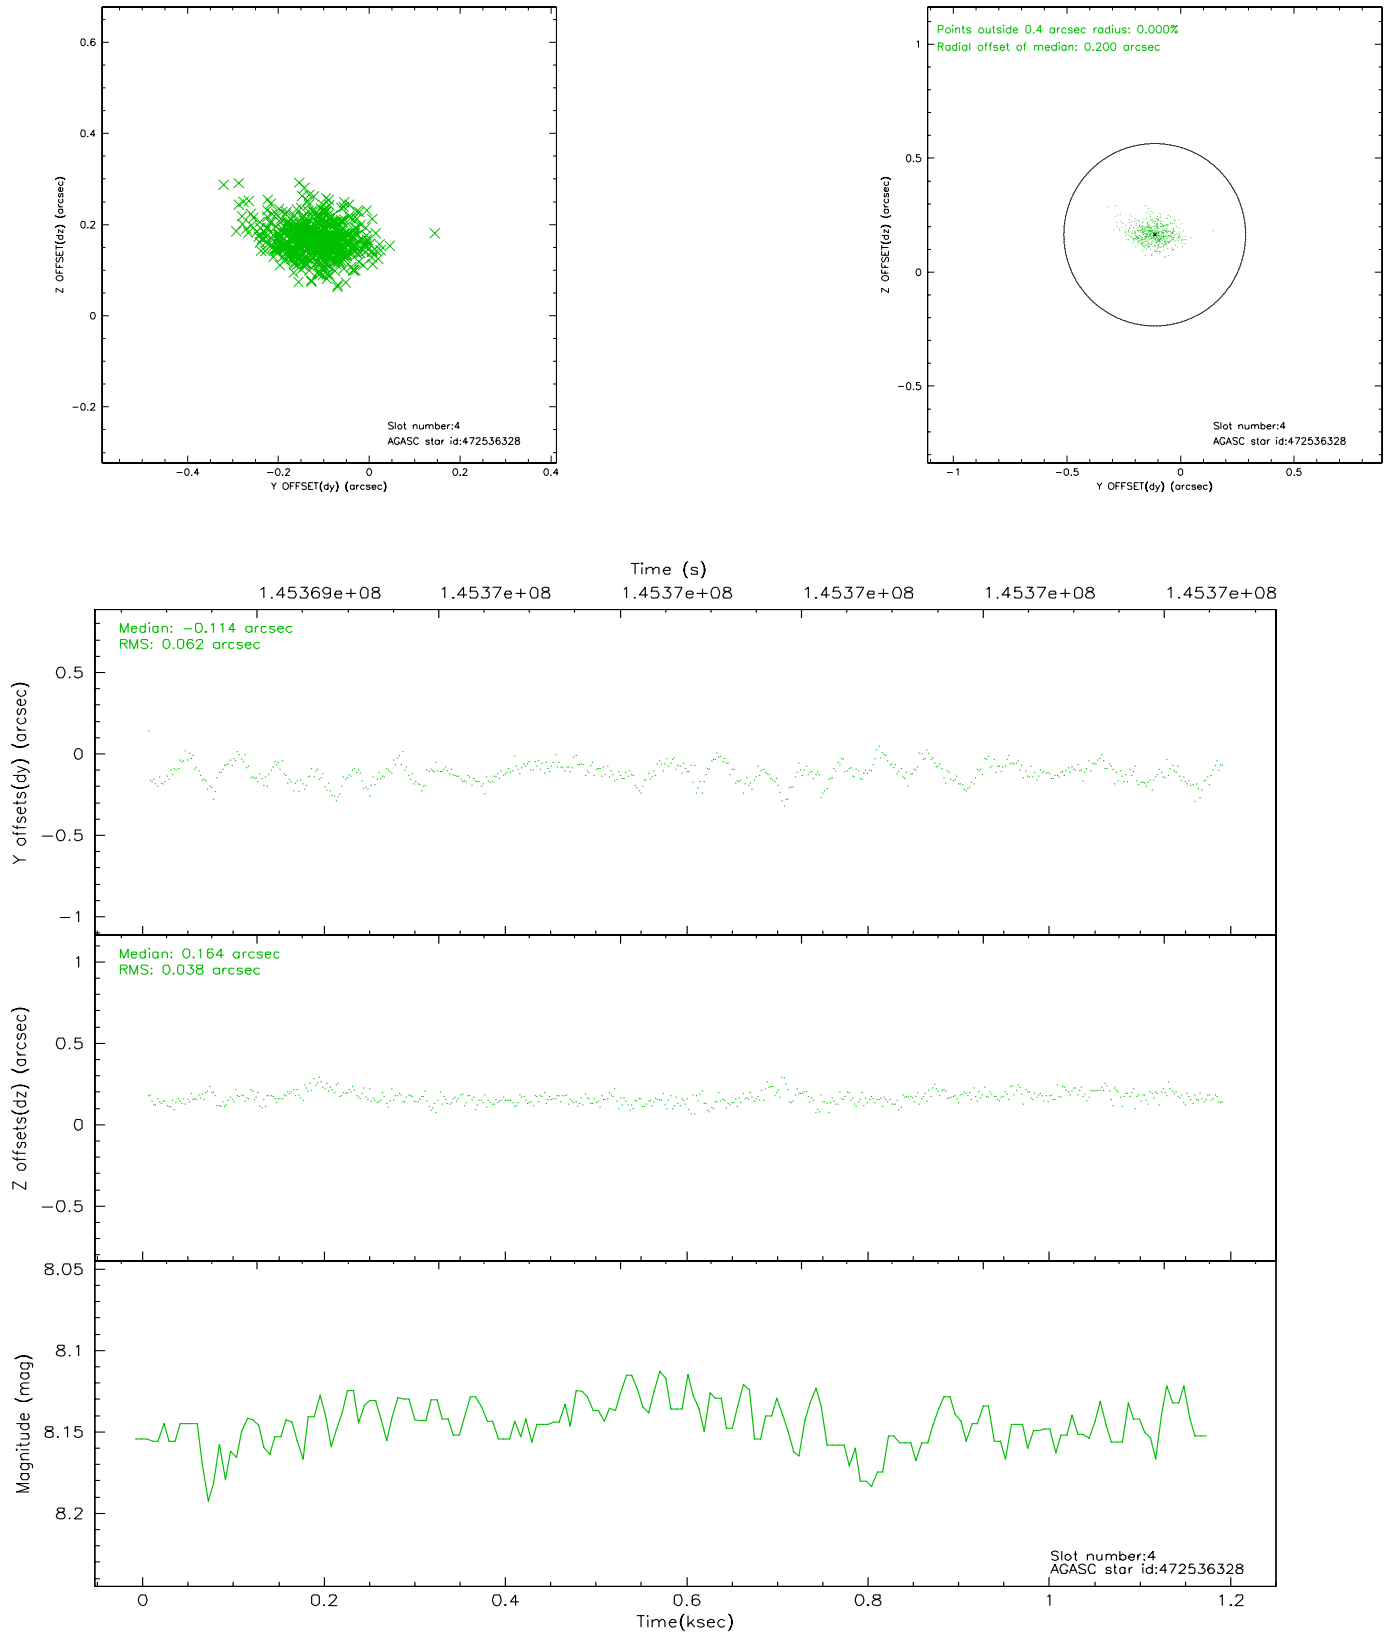 0.6
0.4
0.2
0
−0.2
Z OFFSET(dz) (arcsec)
Slot number:4
AGASC star id:472536328
−0.4 −0.2 0 0.2 0.4
Y OFFSET(dy) (arcsec)
Points outside 0.4 arcsec radius: 0.000%
Radial offset of median: 0.200 arcsec
1
0.5
0
−0.5
Z OFFSET(dz) (arcsec)
Slot number:4
AGASC star id:472536328
−1 −0.5 0 0.5
Y OFFSET(dy) (arcsec)
Time (s)
1.45369e+08 1.4537e+08 1.4537e+08 1.4537e+08 1.4537e+08 1.4537e+08
Median: −0.114 arcsec
RMS: 0.062 arcsec
0.5
0
−0.5
−1
Y offsets(dy) (arcsec)
Median: 0.164 arcsec
RMS: 0.038 arcsec
1
0.5
0
−0.5
Z offsets(dz) (arcsec)
8.05
8.1
8.15
8.2
Magnitude (mag)
Slot number:4
AGASC star id:472536328
0 0.2 0.4 0.6 0.8 1 1.2
Time(ksec)